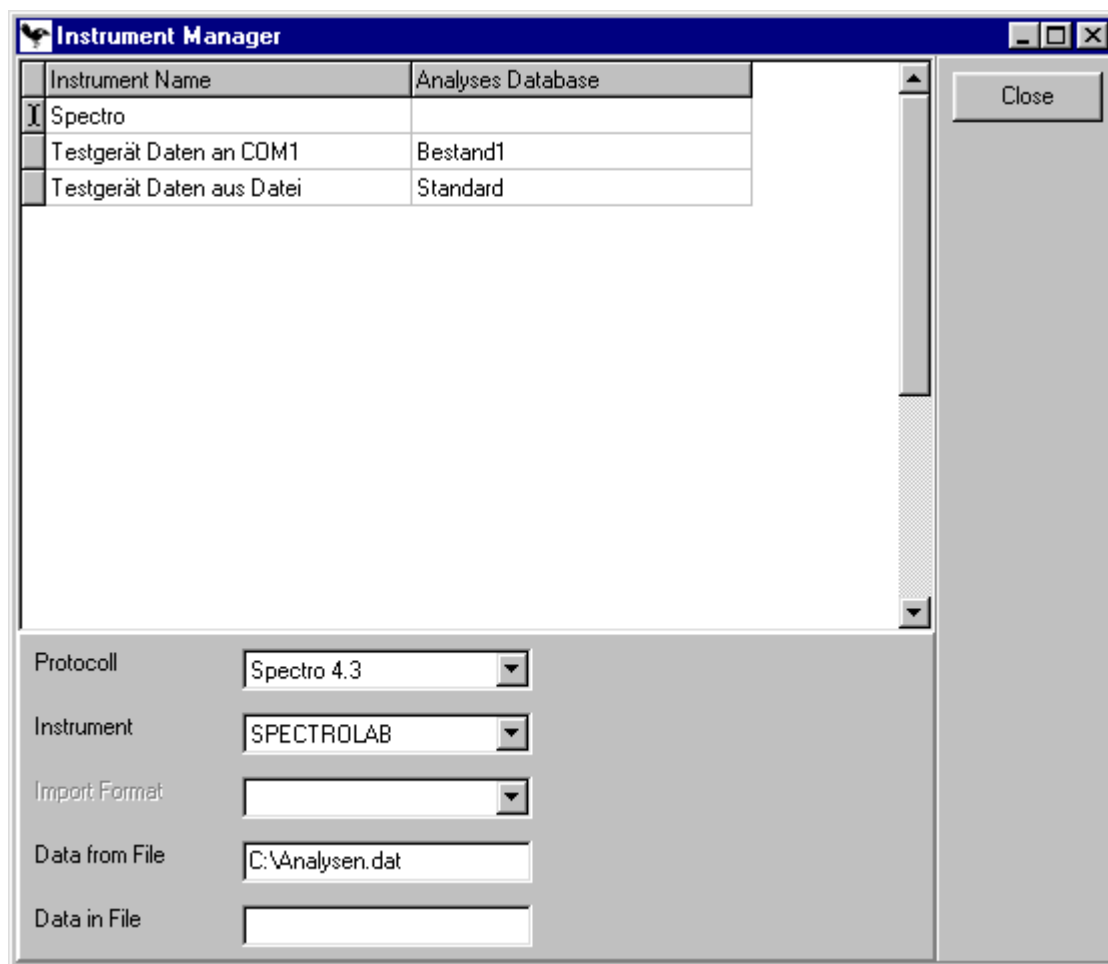 Instrument Manager
Instrument Name Analyses Database
Close
Spectro
Testgerät Daten an COM1 Bestand1
Testgerät Daten aus Datei Standard
Protocoll Spectro 4.3
Instrument SPECTROLAB
Import Format
Data from File C:\Analysen.dat
Data in File